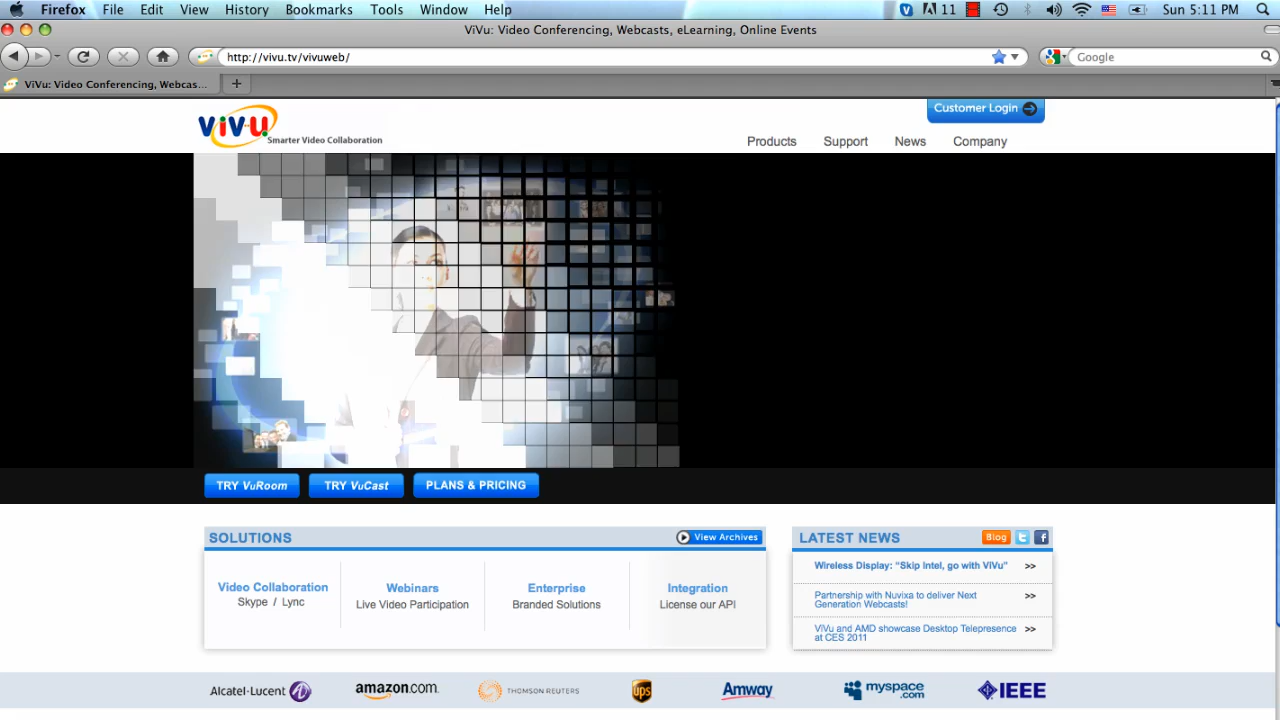 Firefox File Edit View History Bookmarks Tools Window Help 11 Sun 5:11 PM
ViVu: Video Conferencing, Webcasts, eLearning, Online Events
http://vivu.tv/vivuweb/ Google
ViVu: Video Conferencing, Webcas... +
Customer Login
ViVu Smarter Video Collaboration
Products Support News Company
TRY VuRoom TRY VuCast PLANS & PRICING
SOLUTIONS View Archives
Video Collaboration
Skype / Lync
Webinars
Live Video Participation
Enterprise
Branded Solutions
Integration
License our API
LATEST NEWS Blog t f
Wireless Display: "Skip Intel, go with ViVu" >>
Partnership with Nuvixa to deliver Next >>
Generation Webcasts!
ViVu and AMD showcase Desktop Telepresence >>
at CES 2011
Alcatel-Lucent amazon.com THOMSON REUTERS ups Amway myspace.com IEEE